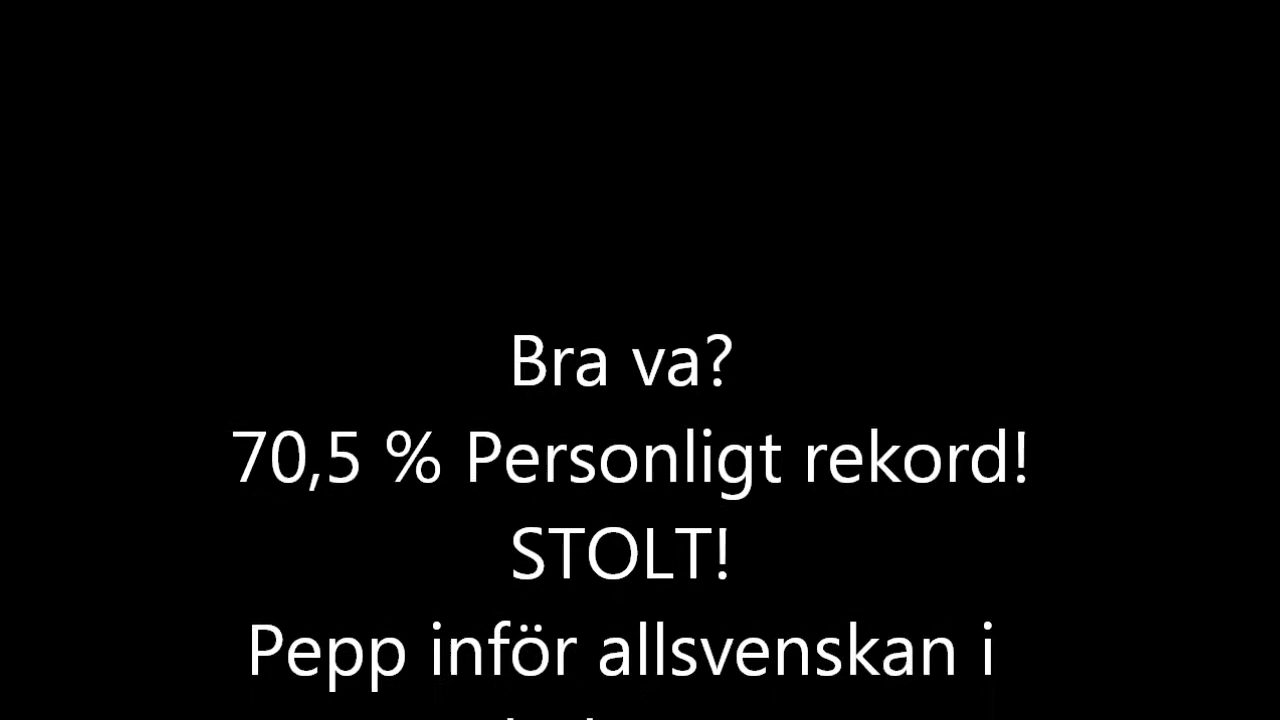 Bra va?
70,5 % Personligt rekord!
STOLT!
Pepp inför allsvenskan i